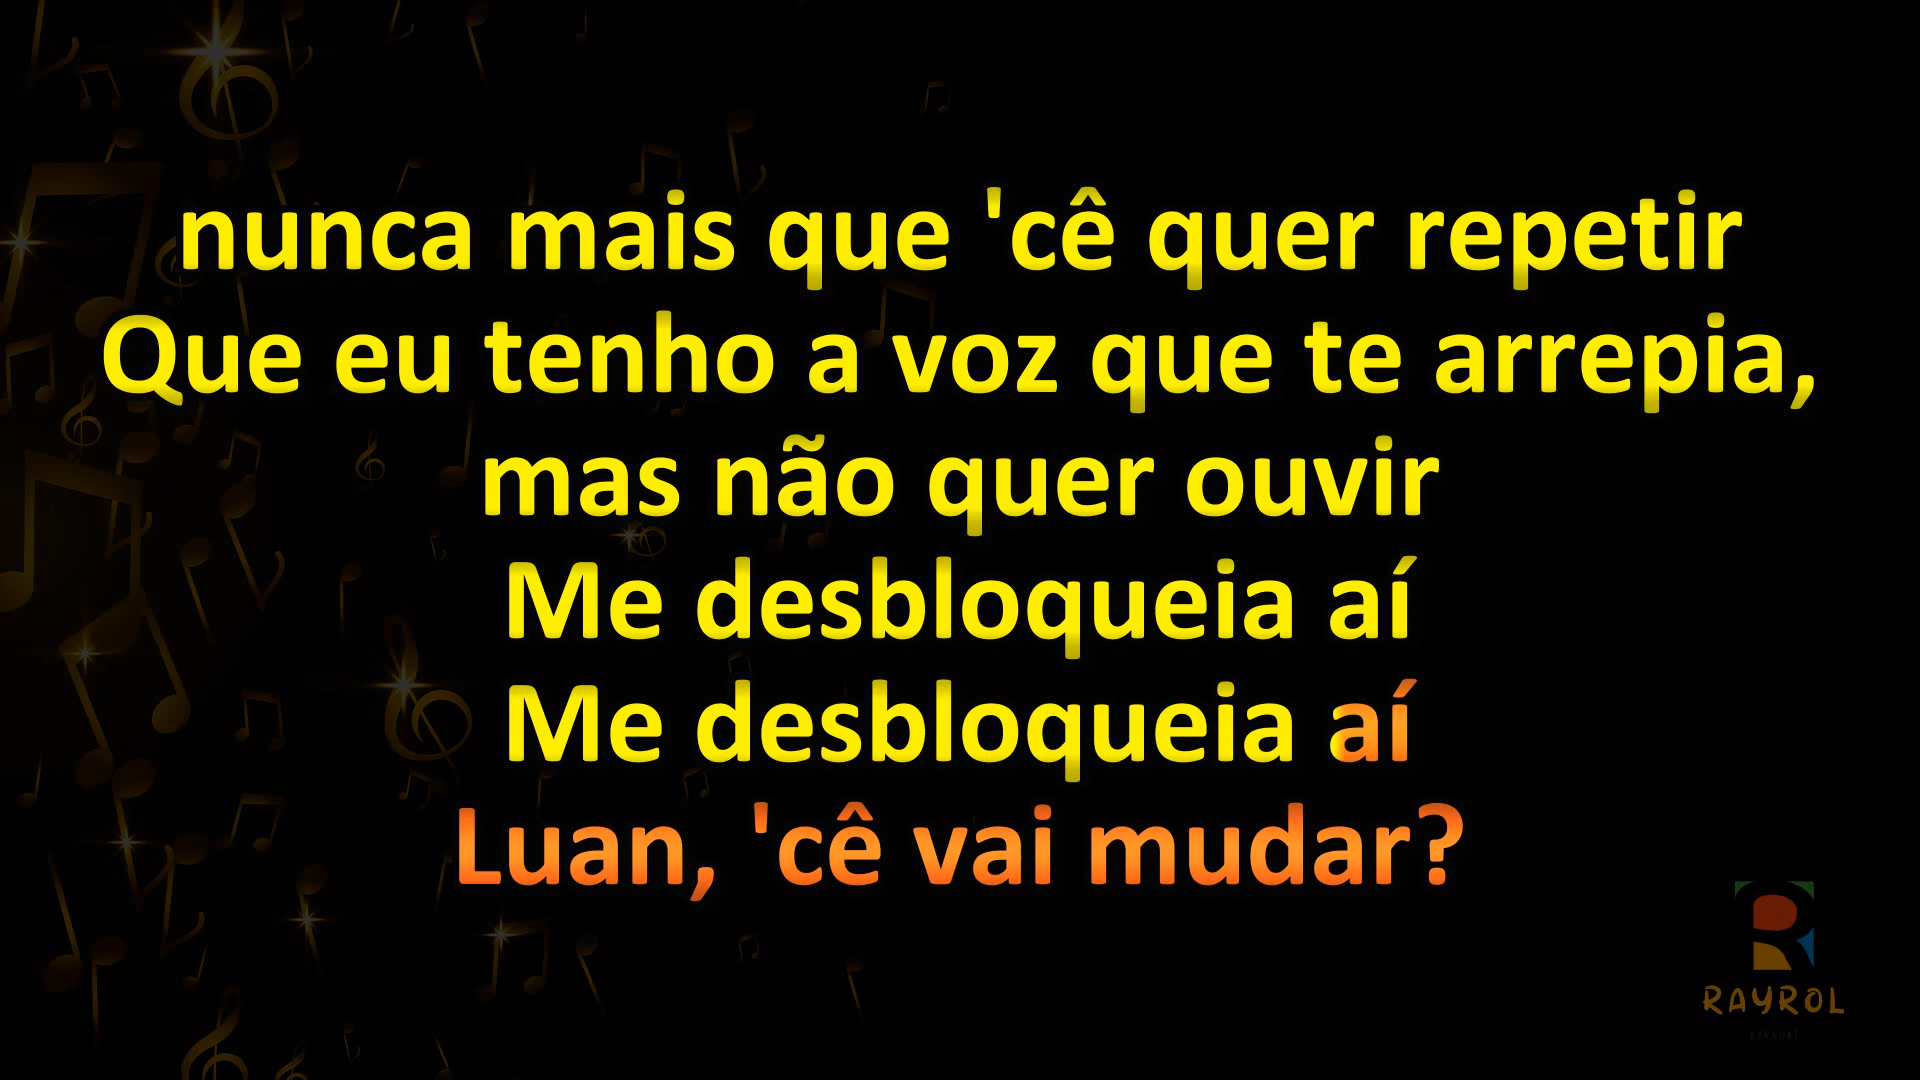 nunca mais que 'cê quer repetir
Que eu tenho a voz que te arrepia,
mas não quer ouvir
Me desbloqueia aí
Me desbloqueia aí
Luan, 'cê vai mudar?
RAYROL
KARAOKÊ